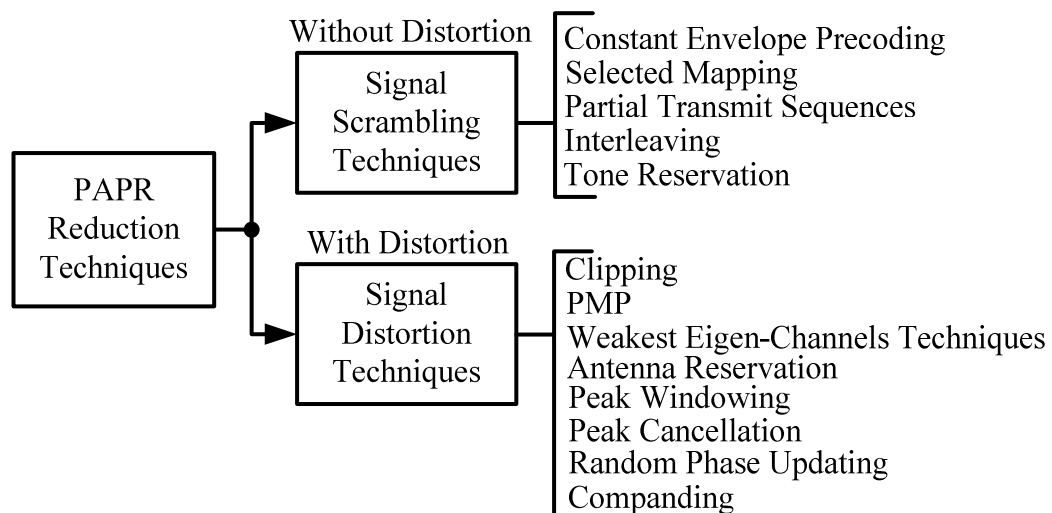 PAPR
Reduction
Techniques
Without Distortion
Signal
Scrambling
Techniques
Constant Envelope Precoding
Selected Mapping
Partial Transmit Sequences
Interleaving
Tone Reservation
With Distortion
Signal
Distortion
Techniques
Clipping
PMP
Weakest Eigen-Channels Techniques
Antenna Reservation
Peak Windowing
Peak Cancellation
Random Phase Updating
Companding